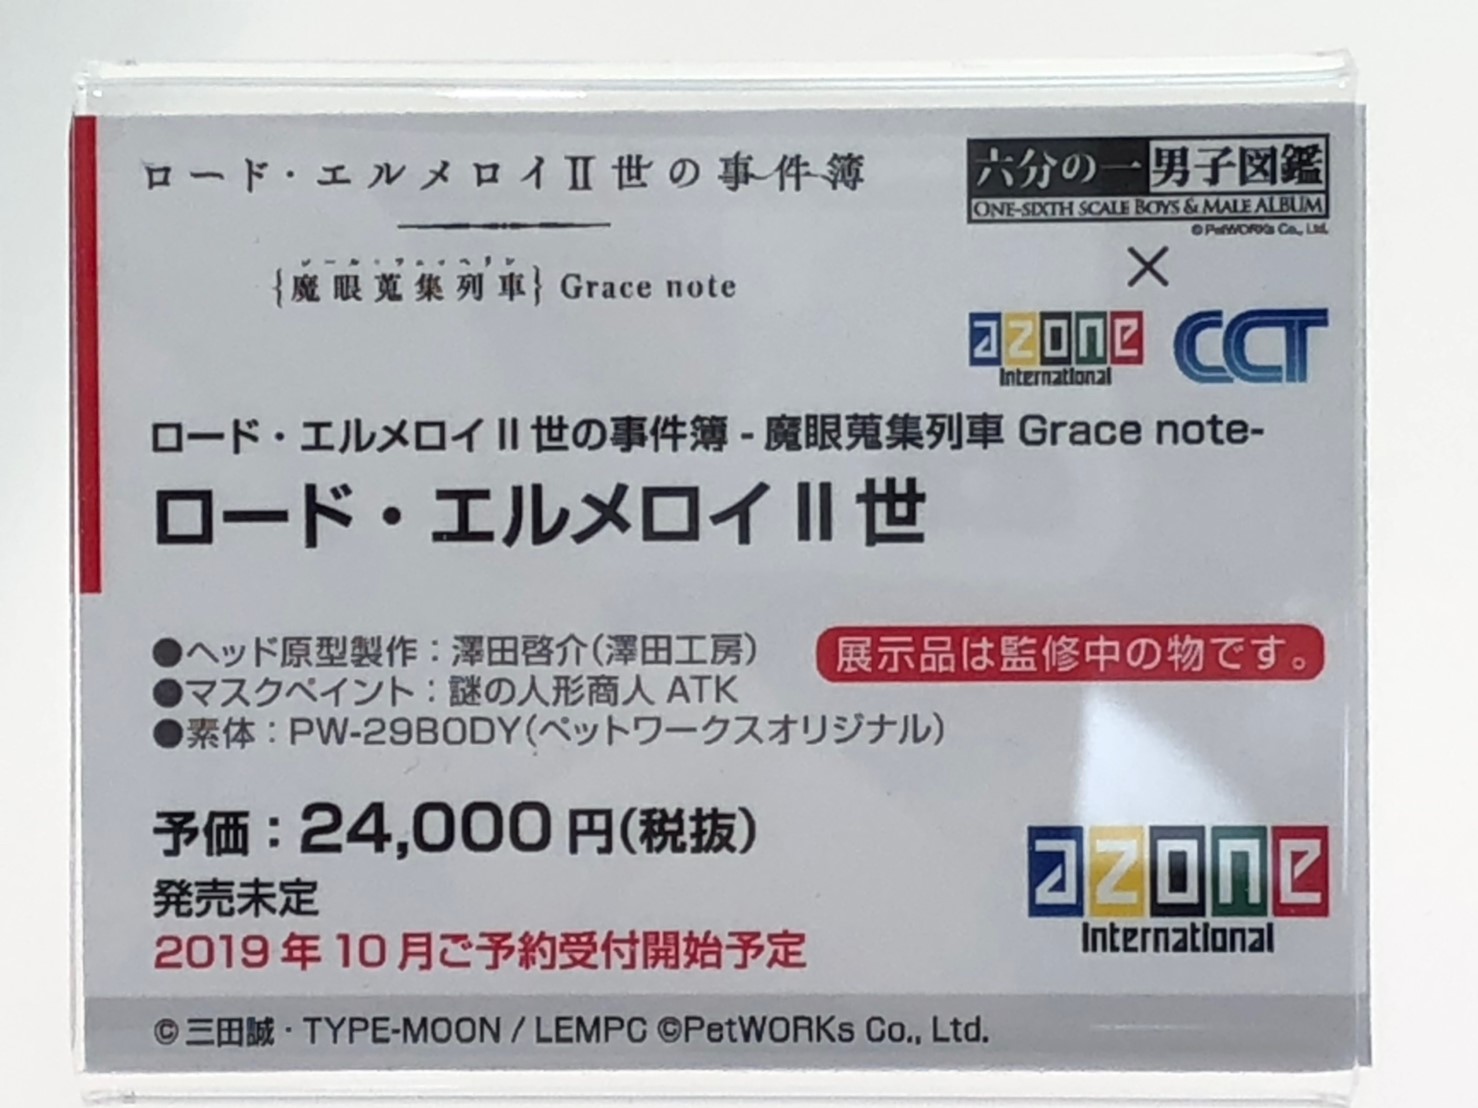 ロード・エルメロイⅡ世の事件簿
レール・ツェッペリン
{魔眼蒐集列車} Grace note
六分の一男子図鑑
ONE-SIXTH SCALE BOYS & MALE ALBUM
© PetWORKs Co., Ltd.
×
azone
International
CCT
ロード・エルメロイⅡ世の事件簿 - 魔眼蒐集列車 Grace note-
ロード・エルメロイⅡ世
●ヘッド原型製作：澤田啓介(澤田工房)
展示品は監修中の物です。
●マスクペイント：謎の人形商人 ATK
●素体：PW-29BODY(ペットワークスオリジナル)
予価：24,000円(税抜)
発売未定
2019年10月ご予約受付開始予定
azone
International
© 三田誠・TYPE-MOON / LEMPC ©PetWORKs Co., Ltd.